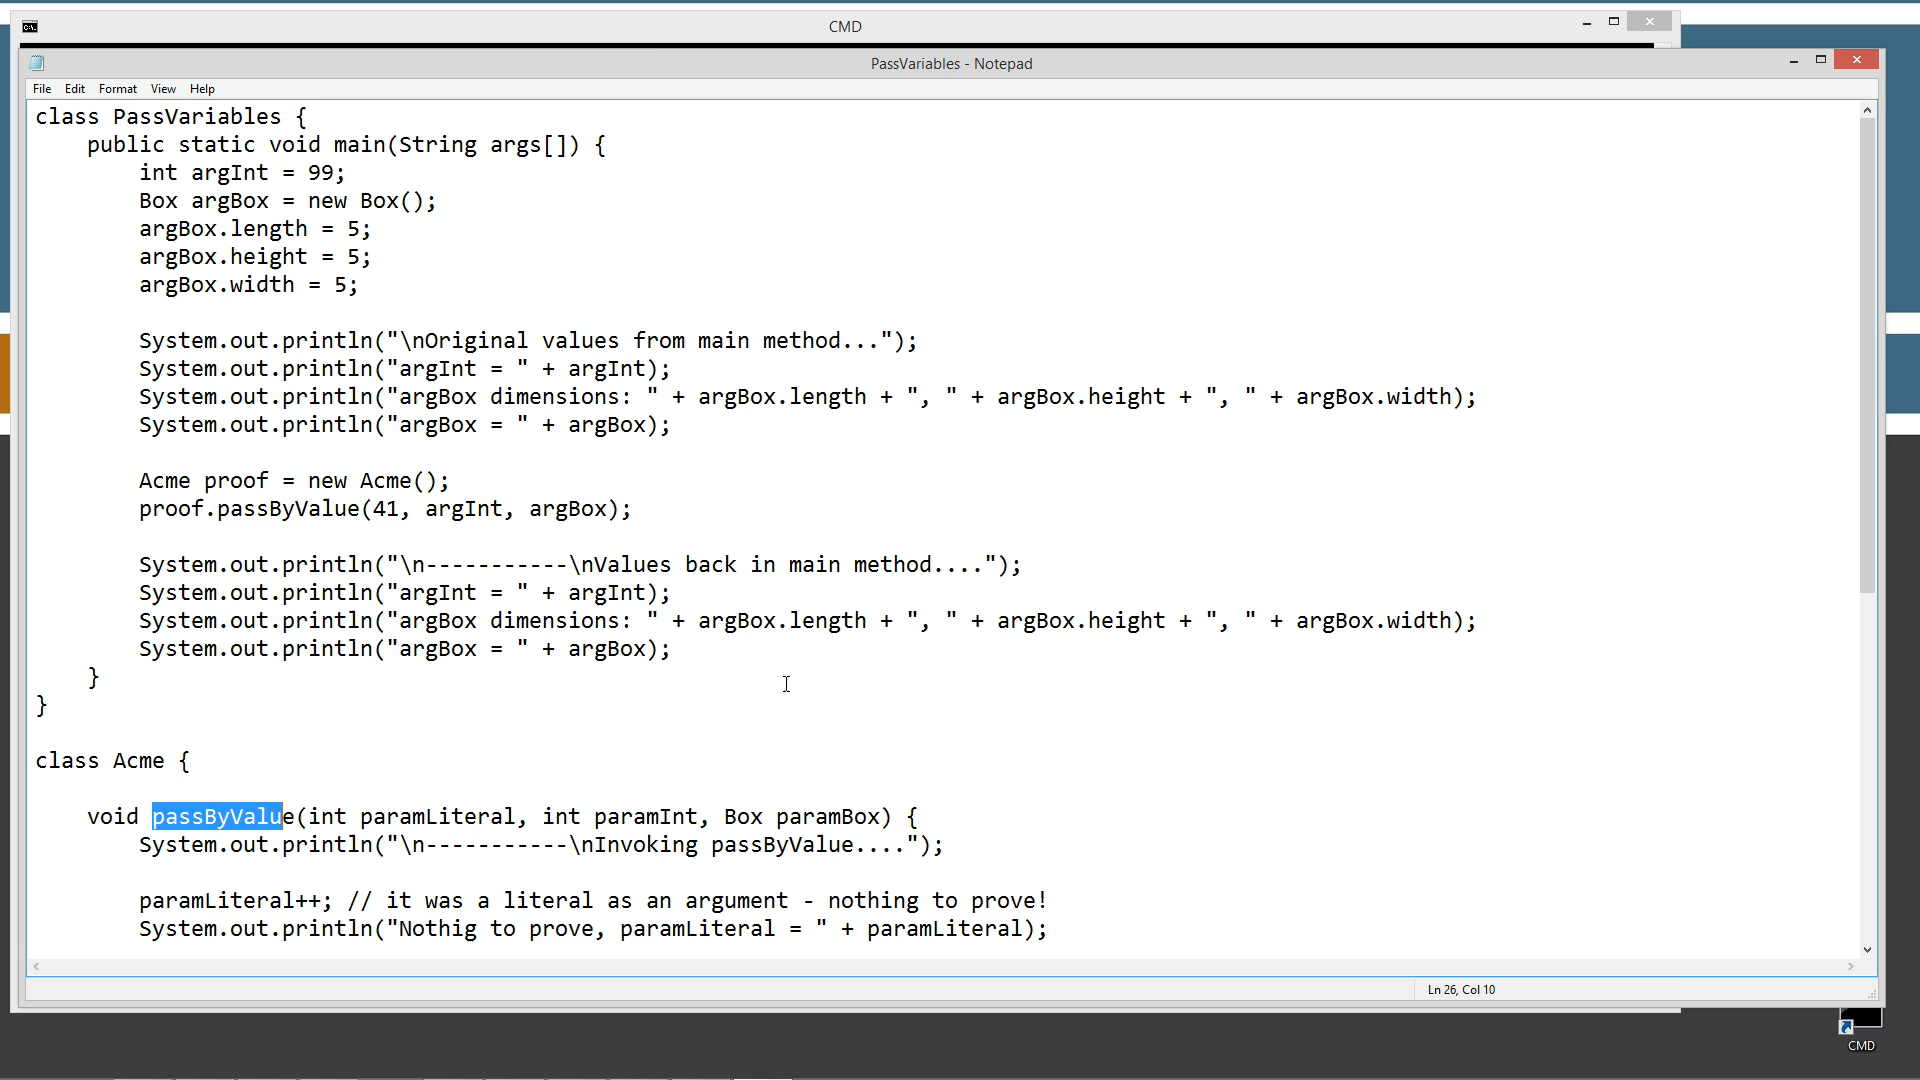 CMD
PassVariables - Notepad
File Edit Format View Help
class PassVariables {
    public static void main(String args[]) {
        int argInt = 99;
        Box argBox = new Box();
        argBox.length = 5;
        argBox.height = 5;
        argBox.width = 5;

        System.out.println("\nOriginal values from main method...");
        System.out.println("argInt = " + argInt);
        System.out.println("argBox dimensions: " + argBox.length + ", " + argBox.height + ", " + argBox.width);
        System.out.println("argBox = " + argBox);

        Acme proof = new Acme();
        proof.passByValue(41, argInt, argBox);

        System.out.println("\n-----------\nValues back in main method....");
        System.out.println("argInt = " + argInt);
        System.out.println("argBox dimensions: " + argBox.length + ", " + argBox.height + ", " + argBox.width);
        System.out.println("argBox = " + argBox);
    }
}

class Acme {

    void passByValue(int paramLiteral, int paramInt, Box paramBox) {
        System.out.println("\n-----------\nInvoking passByValue....");

        paramLiteral++; // it was a literal as an argument - nothing to prove!
        System.out.println("Nothig to prove, paramLiteral = " + paramLiteral);
Ln 26, Col 10
CMD